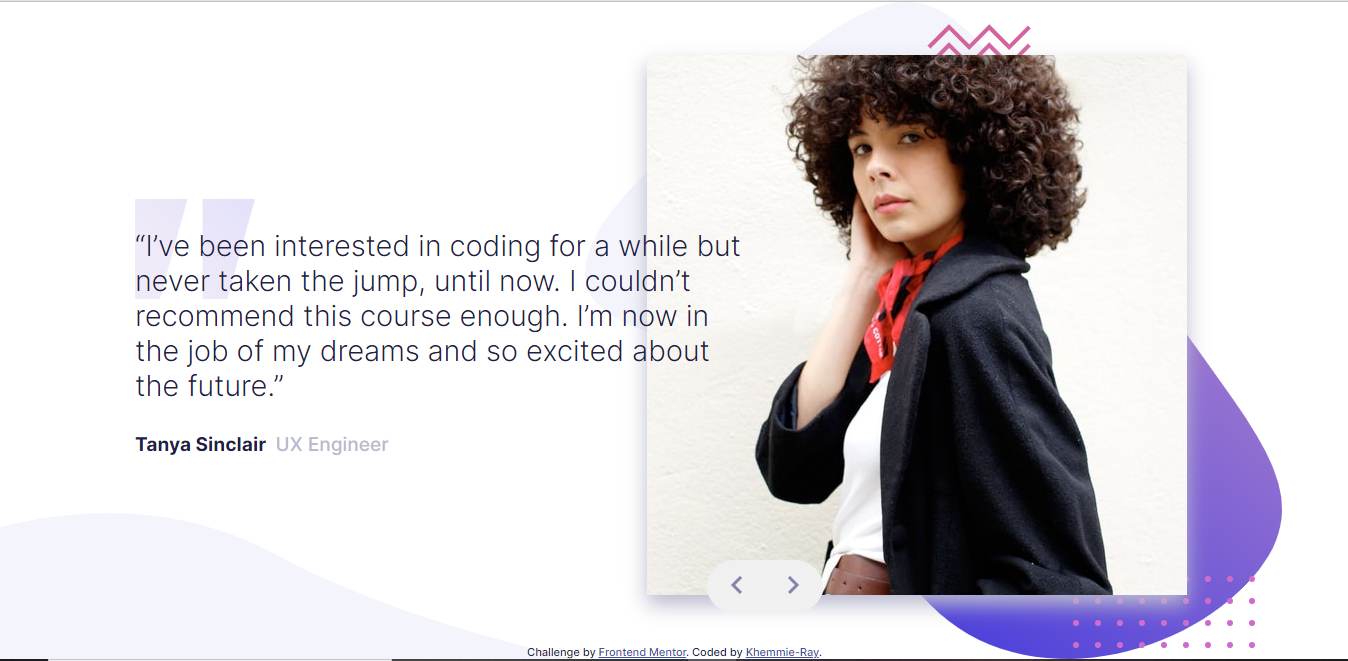 “I’ve been interested in coding for a while but
never taken the jump, until now. I couldn’t
recommend this course enough. I’m now in
the job of my dreams and so excited about
the future.”
Tanya Sinclair UX Engineer
Challenge by Frontend Mentor. Coded by Khemmie-Ray.